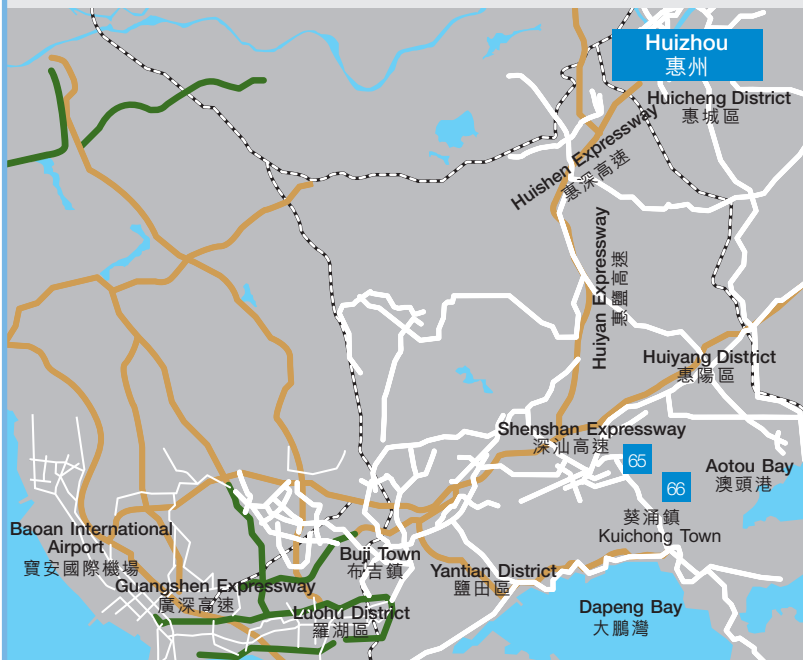 Huizhou
惠州
Huicheng District
惠城區
Huishen Expressway
惠深高速
Huiyan Expressway
惠鹽高速
Huiyang District
惠陽區
Shenshan Expressway
深汕高速
65
66
Aotou Bay
澳頭港
葵涌鎮
Kuichong Town
Baoan International
Airport
寶安國際機場
Buji Town
布吉鎮
Yantian District
鹽田區
Guangshen Expressway
廣深高速
Luohu District
羅湖區
Dapeng Bay
大鵬灣